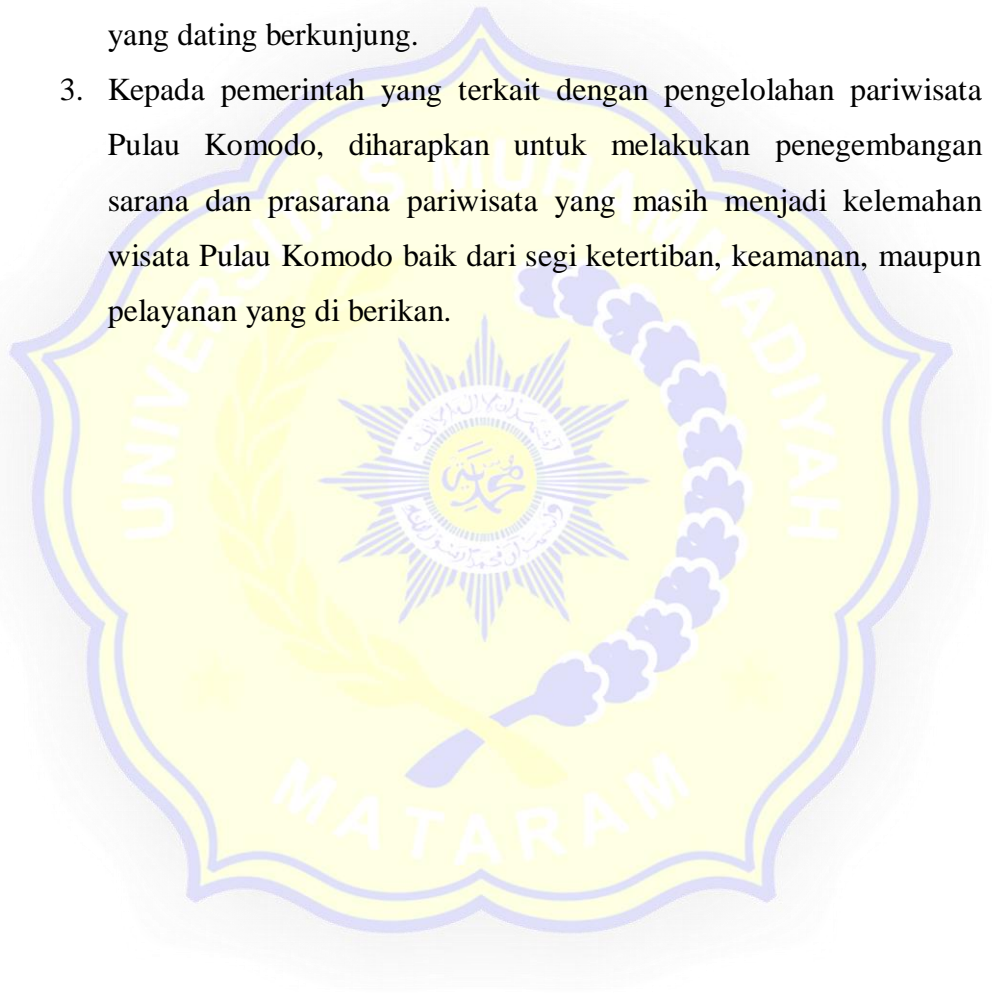 yang dating berkunjung.
3. Kepada pemerintah yang terkait dengan pengelolahan pariwisata
Pulau Komodo, diharapkan untuk melakukan penegembangan
sarana dan prasarana pariwisata yang masih menjadi kelemahan
wisata Pulau Komodo baik dari segi ketertiban, keamanan, maupun
pelayanan yang di berikan.
UNIVERSITAS MUHAMMADIYAH
MATARAM